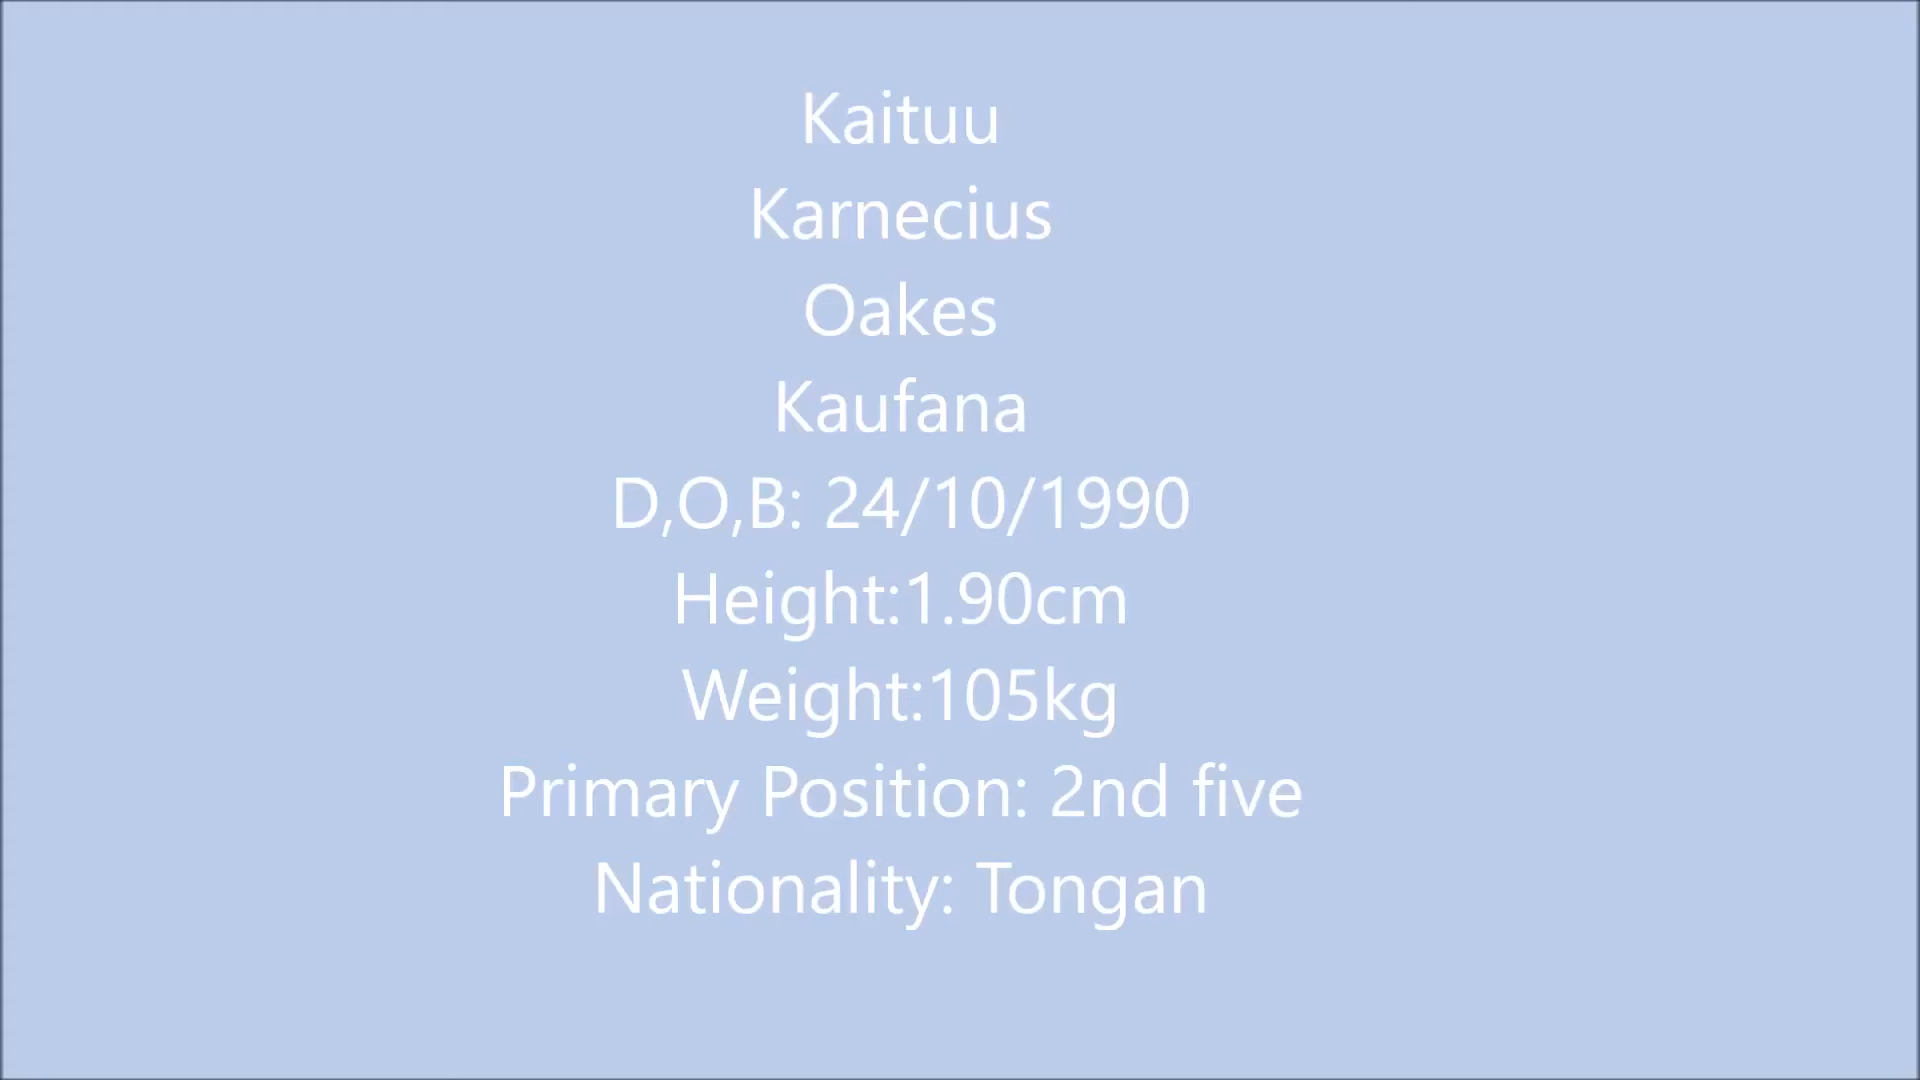 Kaituu
Karnecius
Oakes
Kaufana
D,O,B: 24/10/1990
Height:1.90cm
Weight:105kg
Primary Position: 2nd five
Nationality: Tongan